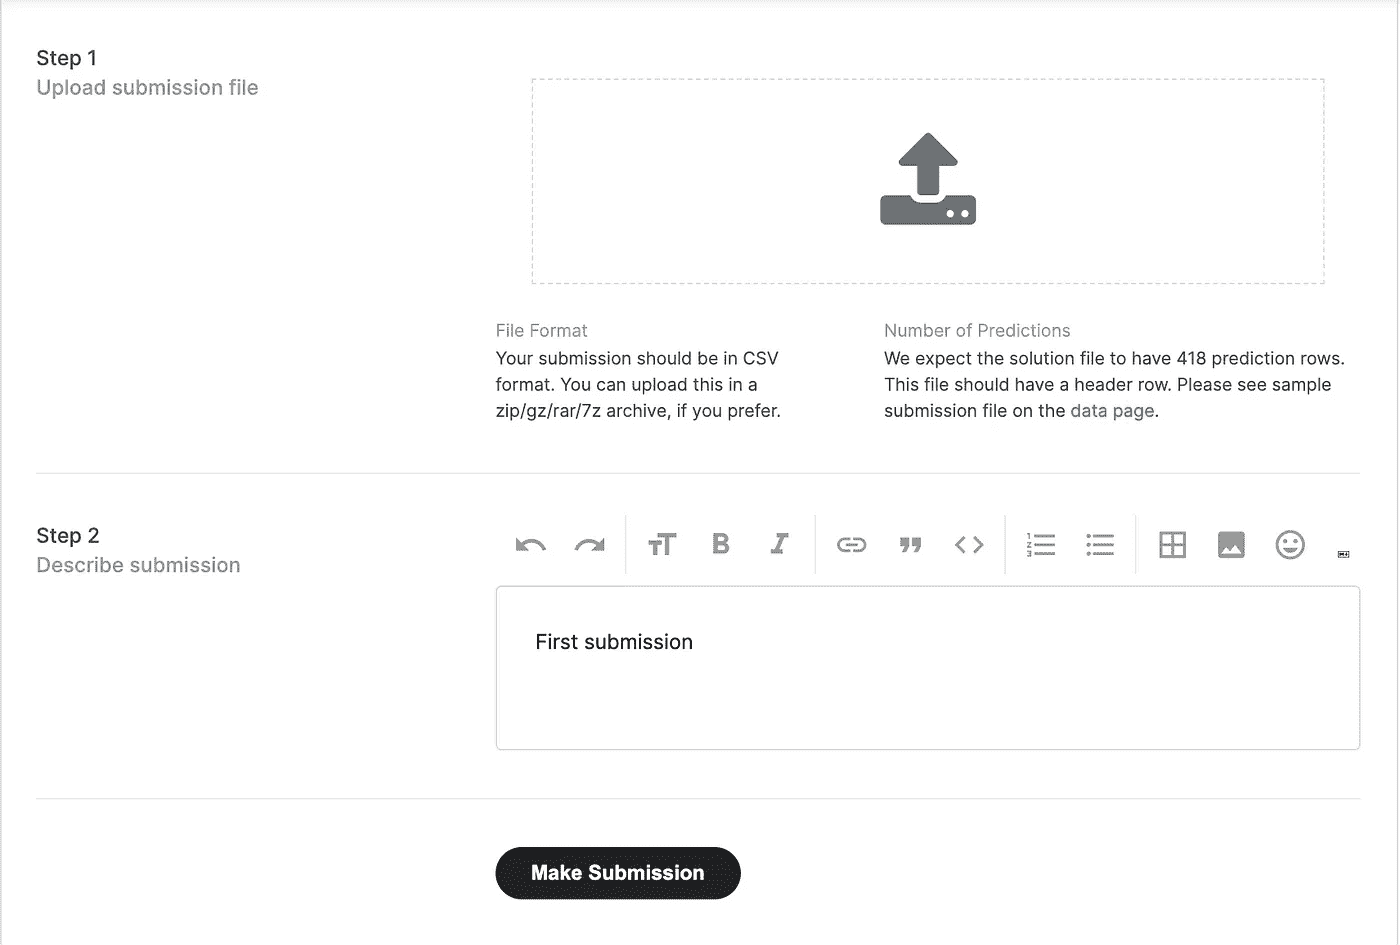 Step 1
Upload submission file
File Format
Your submission should be in CSV
format. You can upload this in a
zip/gz/rar/7z archive, if you prefer.
Number of Predictions
We expect the solution file to have 418 prediction rows.
This file should have a header row. Please see sample
submission file on the data page.
Step 2
Describe submission
First submission
Make Submission